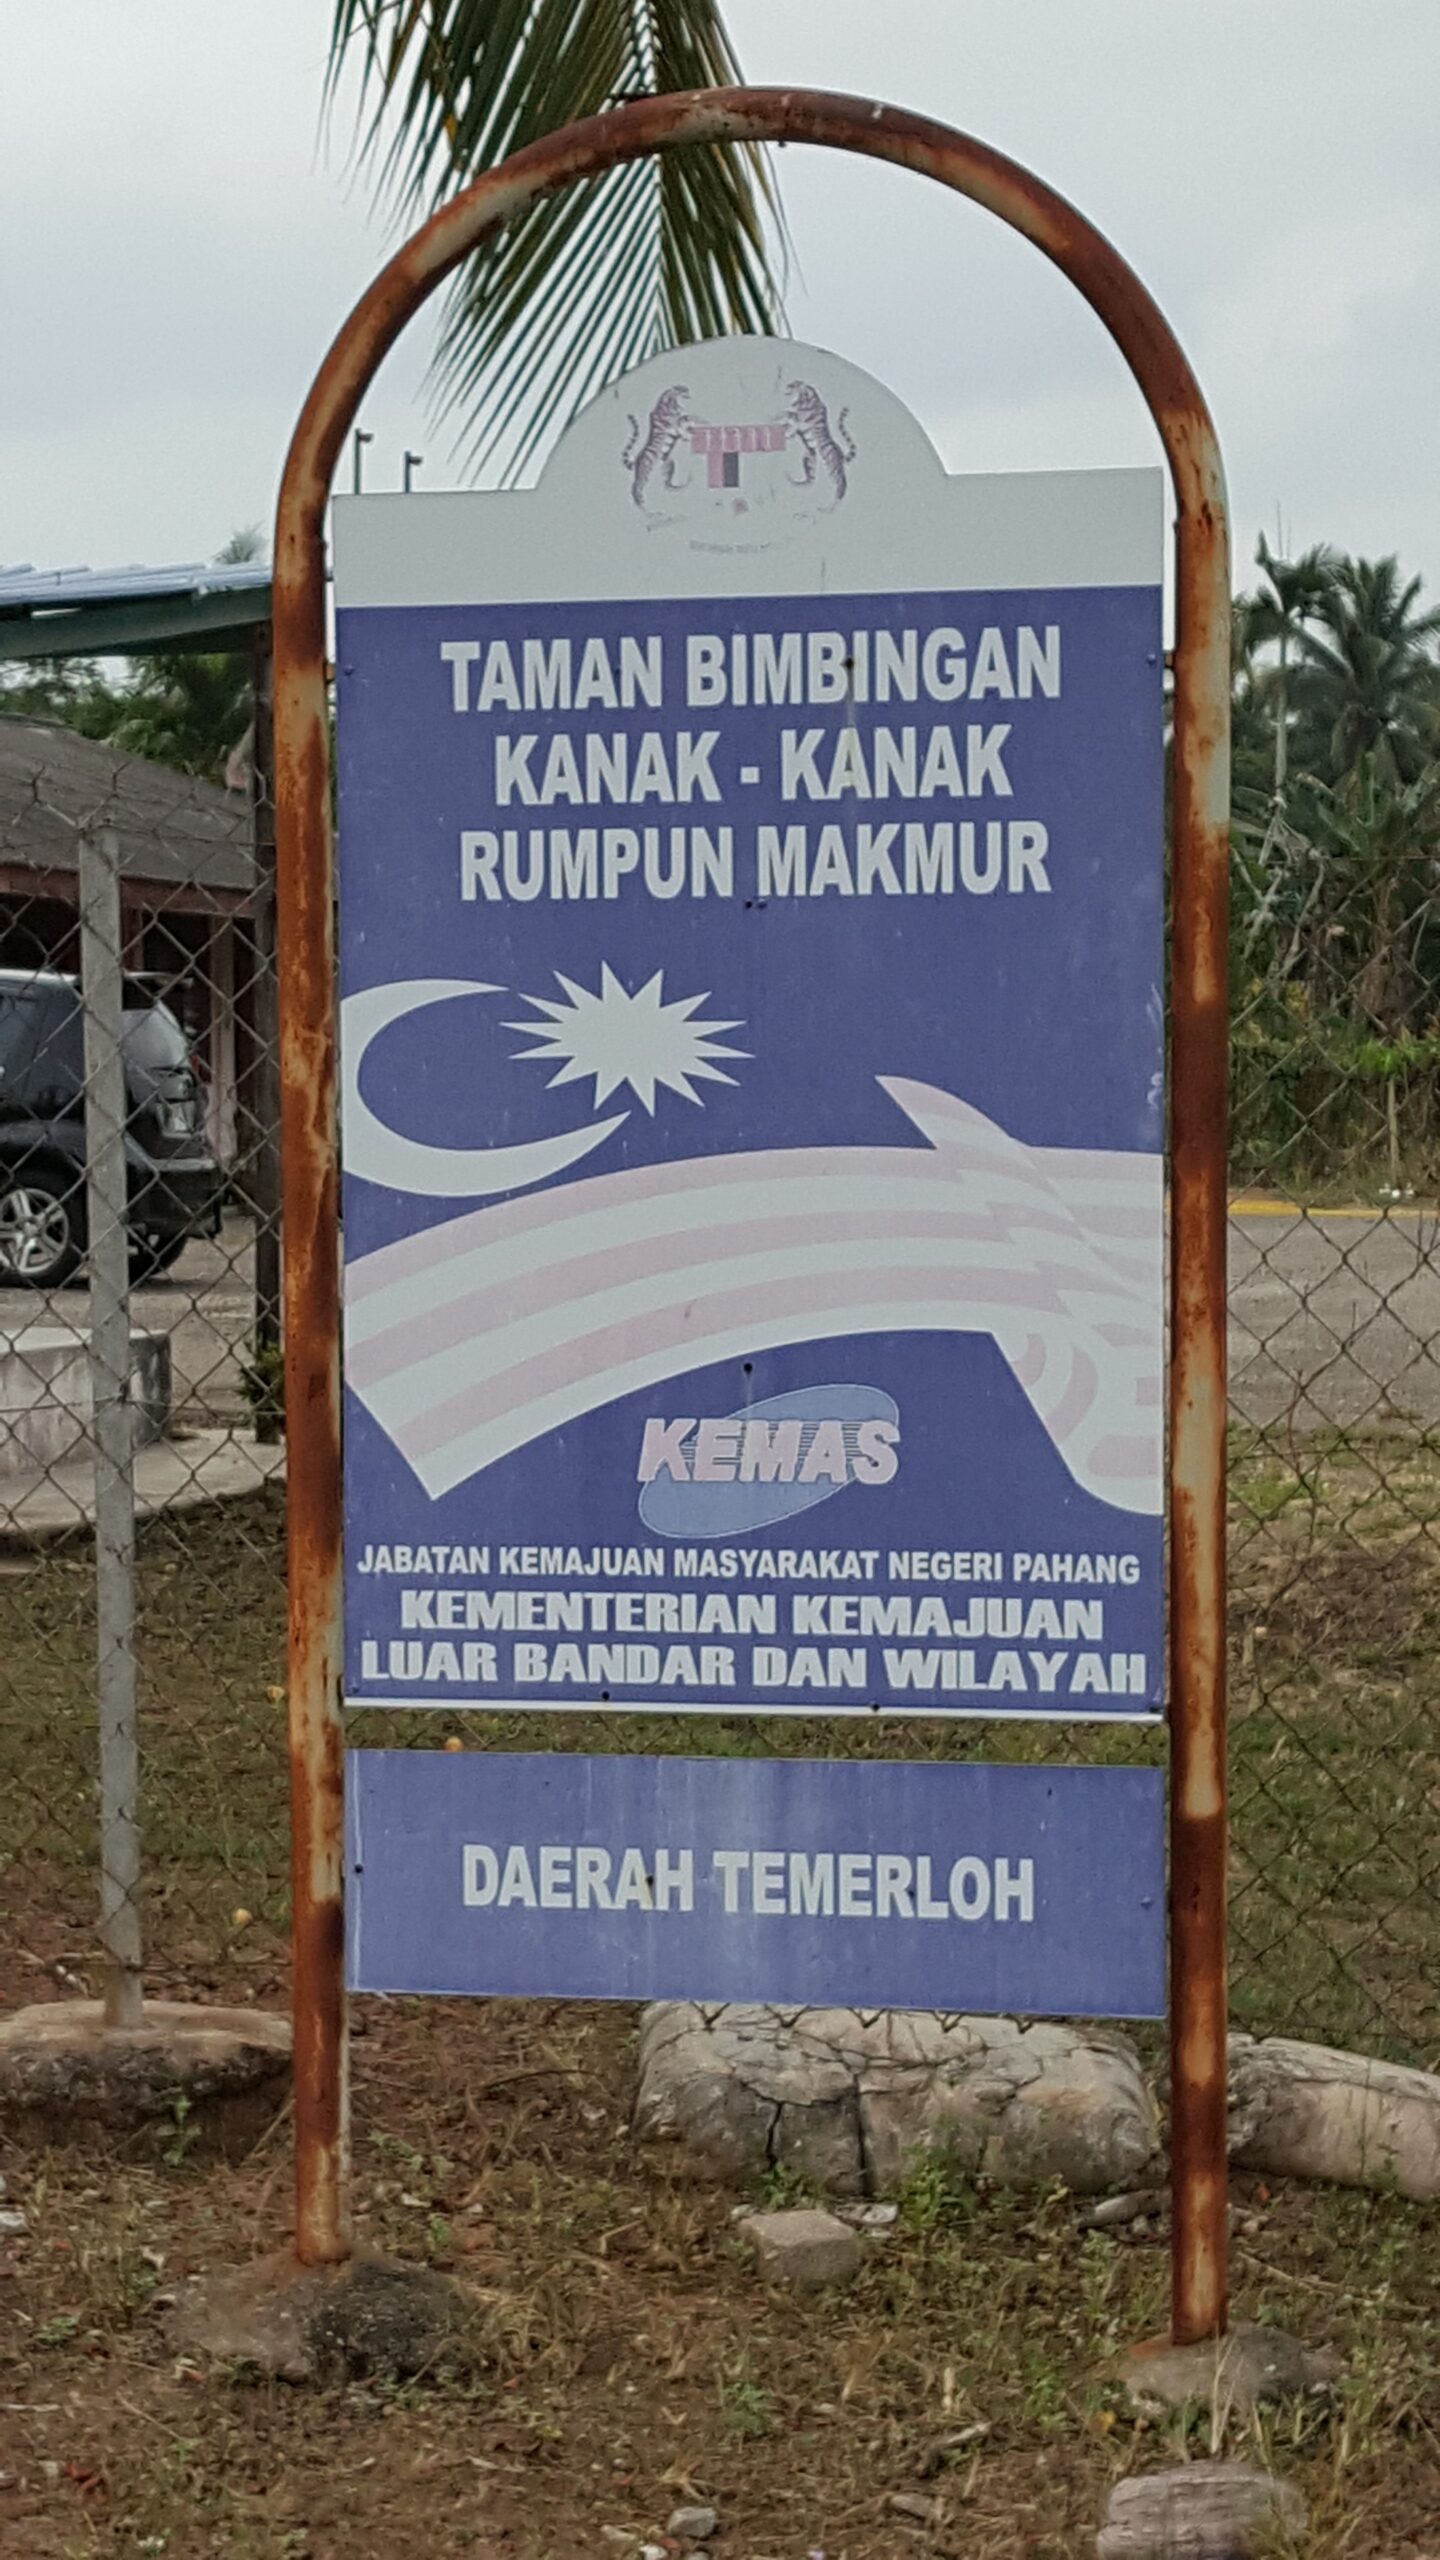 TAMAN BIMBINGAN
KANAK - KANAK
RUMPUN MAKMUR
KEMAS
JABATAN KEMAJUAN MASYARAKAT NEGERI PAHANG
KEMENTERIAN KEMAJUAN
LUAR BANDAR DAN WILAYAH
DAERAH TEMERLOH